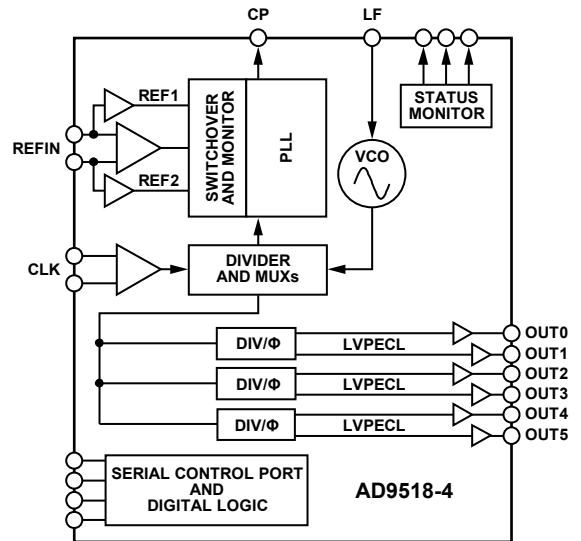 CP
LF
REF1
STATUS
MONITOR
REFIN
SWITCHOVER
AND MONITOR
PLL
VCO
REF2
CLK
DIVIDER
AND MUXs
DIV/Φ
LVPECL
OUT0
OUT1
DIV/Φ
LVPECL
OUT2
OUT3
DIV/Φ
LVPECL
OUT4
OUT5
SERIAL CONTROL PORT
AND
DIGITAL LOGIC
AD9518-4